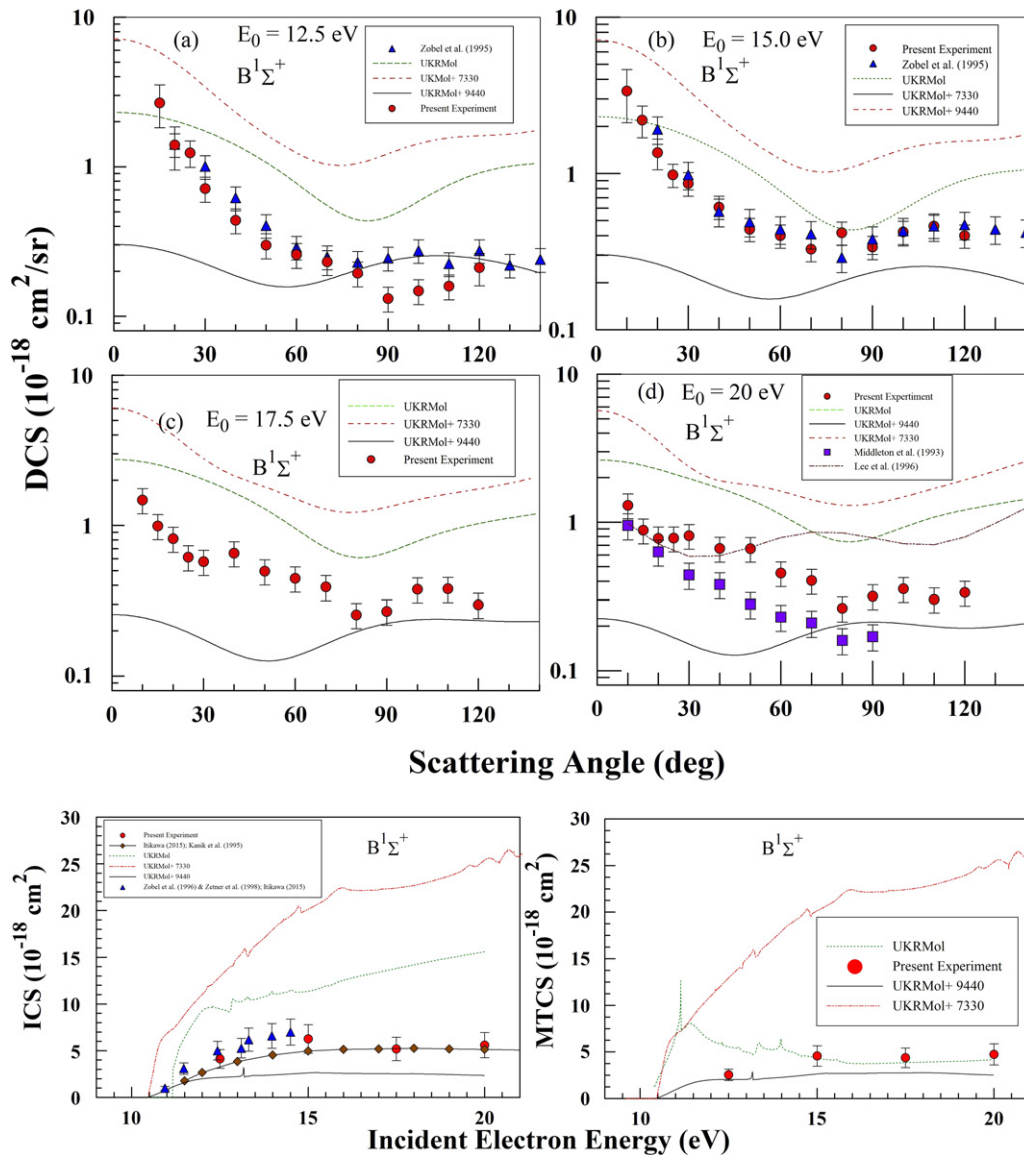 (a)
E0 = 12.5 eV
B1Σ+
Zobel et al. (1995)
UKRMol
UKMol+ 7330
UKRMol+ 9440
Present Experiment
10
1
0.1
0 30 60 90 120
(b)
E0 = 15.0 eV
B1Σ+
Present Experiment
Zobel et al. (1995)
UKRMol
UKRMol+ 7330
UKRMol+ 9440
10
1
0.1
0 30 60 90 120
DCS (10-18 cm2/sr)
(c)
E0 = 17.5 eV
B1Σ+
UKRMol
UKRMol+ 7330
UKRMol+ 9440
Present Experiment
10
1
0.1
0 30 60 90 120
(d)
E0 = 20 eV
B1Σ+
Present Experiment
UKRMol
UKRMol+ 9440
UKRMol+ 7330
Middleton et al. (1993)
Lee et al. (1996)
10
1
0.1
0 30 60 90 120
Scattering Angle (deg)
ICS (10-18 cm2)
30
25
20
15
10
5
0
Present Experiment
Itikawa (2015); Kanik et al. (1995)
UKRMol
UKRMol+ 7330
UKRMol+ 9440
Zobel et al. (1996) & Zetner et al. (1998); Itikawa (2015)
B1Σ+
10 15 20
MTCS (10-18 cm2)
30
25
20
15
10
5
0
B1Σ+
UKRMol
Present Experiment
UKRMol+ 9440
UKRMol+ 7330
10 15 20
Incident Electron Energy (eV)